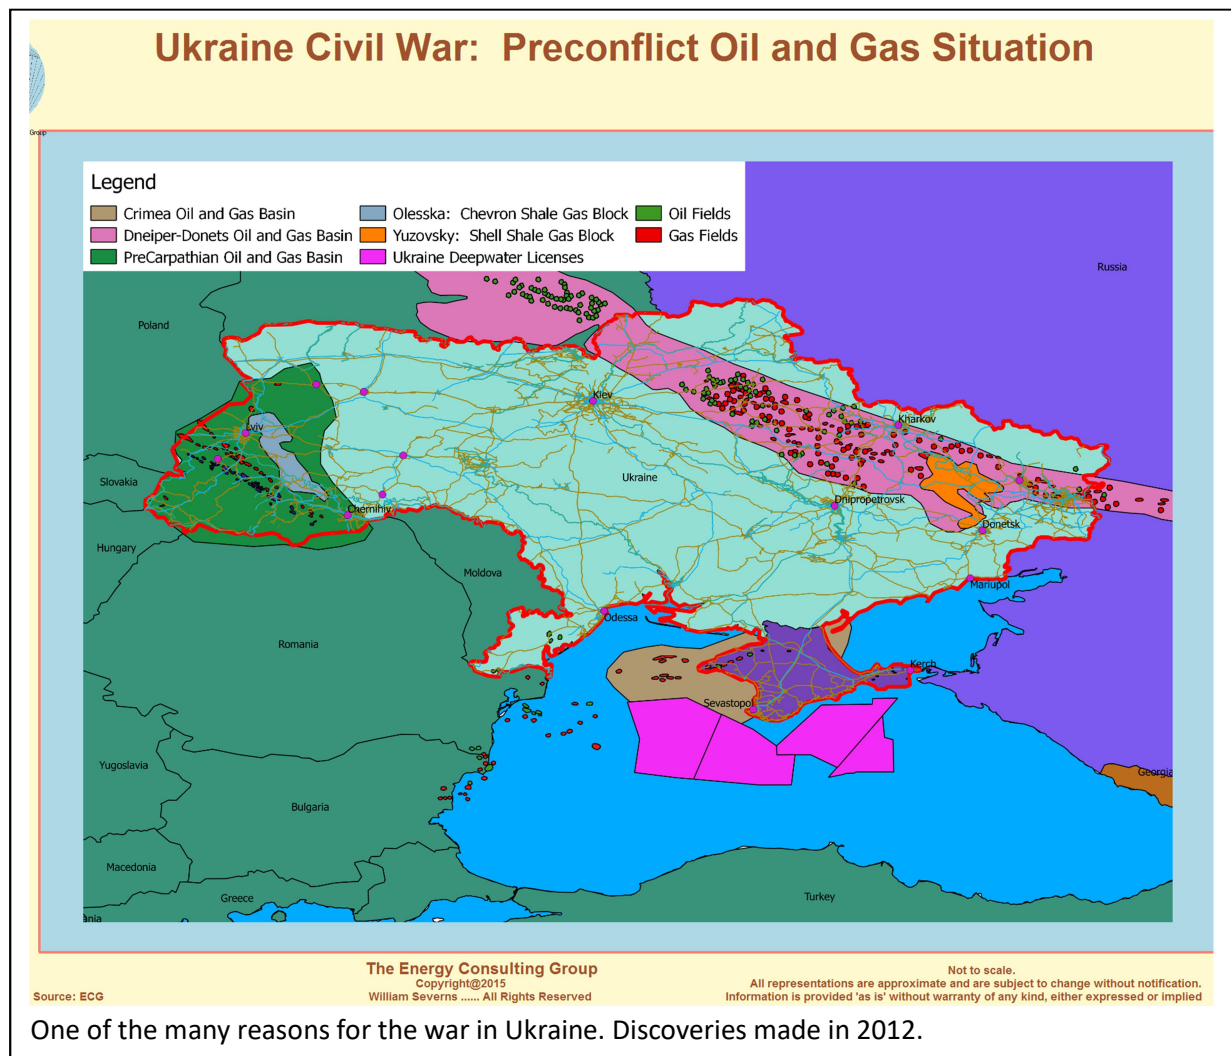 Ukraine Civil War:  Preconflict Oil and Gas Situation
Group
Legend
Crimea Oil and Gas Basin
Dneiper-Donets Oil and Gas Basin
PreCarpathian Oil and Gas Basin
Olesska:  Chevron Shale Gas Block
Yuzovsky:  Shell Shale Gas Block
Ukraine Deepwater Licenses
Oil Fields
Gas Fields
Russia
Poland
Kiev
Kharkov
Lviv
Ukraine
Slovakia
Dnipropetrovsk
Chernihiv
Donetsk
Hungary
Moldova
Mariupol
Odessa
Romania
Kerch
Sevastopol
Yugoslavia
Georgia
Bulgaria
Macedonia
Greece
Turkey
ania
The Energy Consulting Group
Copyright@2015
William Severns ...... All Rights Reserved
Source: ECG
Not to scale.
All representations are approximate and are subject to change without notification.
Information is provided 'as is' without warranty of any kind, either expressed or implied
One of the many reasons for the war in Ukraine. Discoveries made in 2012.